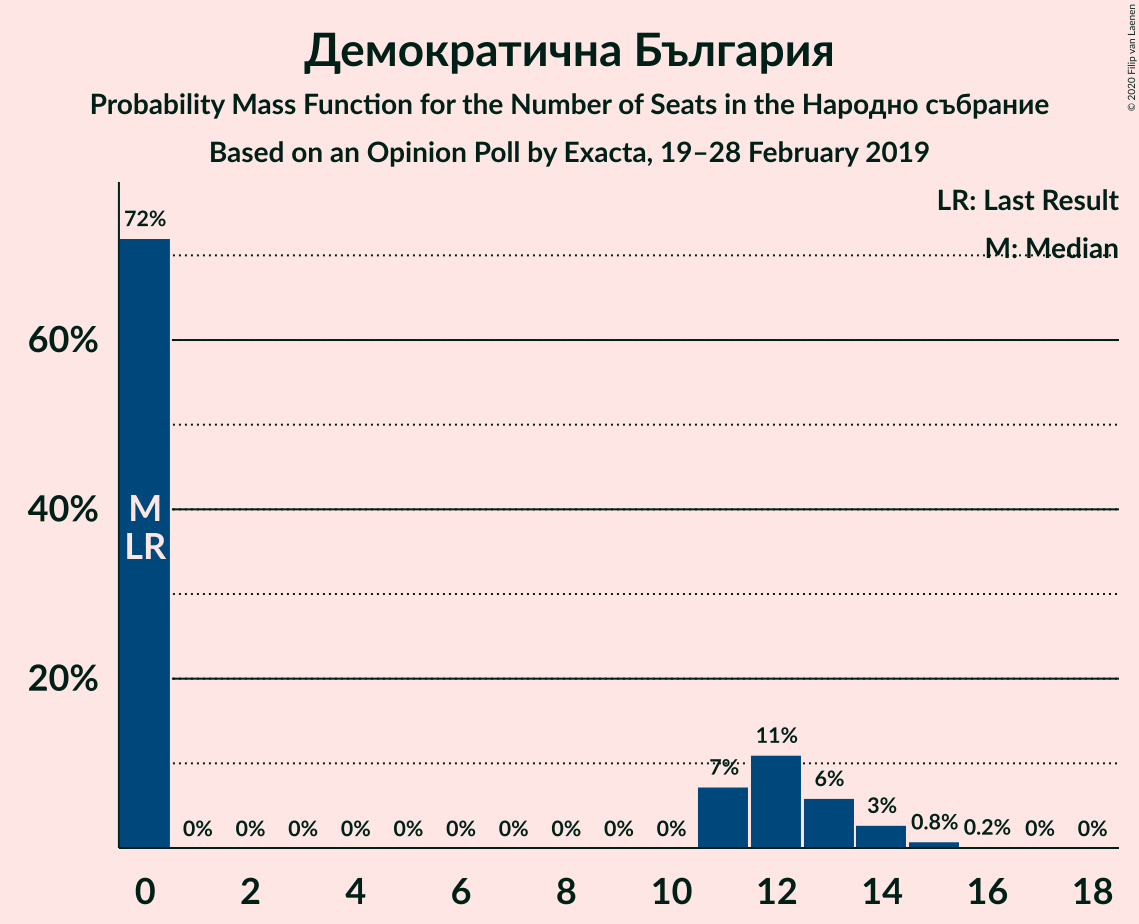 Демократична България
Probability Mass Function for the Number of Seats in the Народно събрание
Based on an Opinion Poll by Exacta, 19–28 February 2019
© 2020 Filip van Laenen
LR: Last Result
M: Median
72%
60%
40%
20%
M
LR
0% 0% 0% 0% 0% 0% 0% 0% 0% 0% 7% 11% 6% 3% 0.8% 0.2% 0% 0%
0 2 4 6 8 10 12 14 16 18